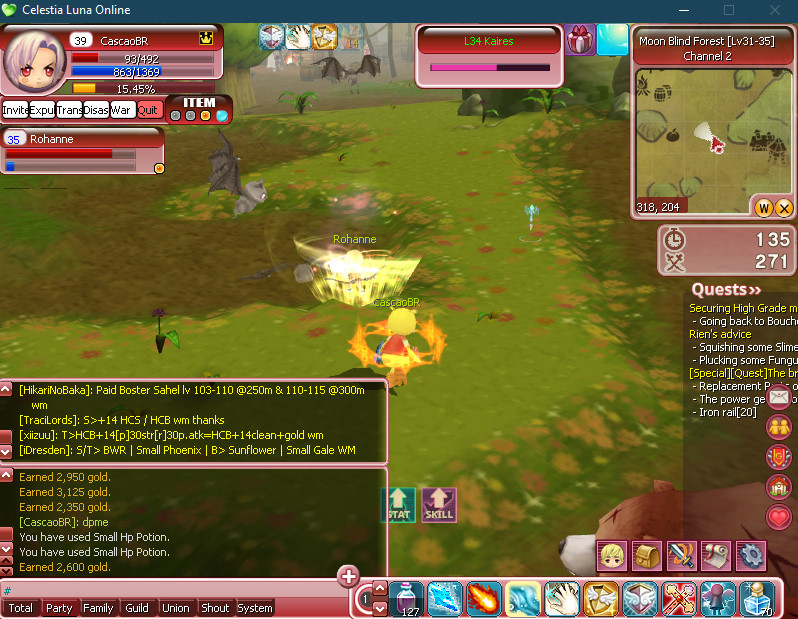 Celestia Luna Online
39 CascaoBR
93/492
863/1369
15.45%
Invite Expu Trans Disas War Quit
ITEM
35 Rohanne
14
L34 Kaires
Moon Blind Forest [Lv31-35]
Channel 2
318, 204
W X
135
271
Quests>>
Securing High Grade m
- Going back to Bouche
Rien's advice
- Squishing some Slime
- Plucking some Fungu
[Special][Quest]The br
- Replacement
- The power ge
- Iron rail[20]
Rohanne
CascaoBR
[HikariNoBaka]: Paid Boster Sahel lv 103-110 @250m & 110-115 @300m
wm
[TraciLords]: S>+14 HCS / HCB wm thanks
[xiizuu]: T>HCB+14[p]30str[r]30p.atk=HCB+14clean+gold wm
[iDresden]: S/T> BWR | Small Phoenix | B> Sunflower | Small Gale WM
Earned 2,950 gold.
Earned 3,125 gold.
Earned 2,350 gold.
[CascaoBR]: dpme
You have used Small Hp Potion.
You have used Small Hp Potion.
Earned 2,600 gold.
STAT SKILL
#
Total Party Family Guild Union Shout System
1
127
70